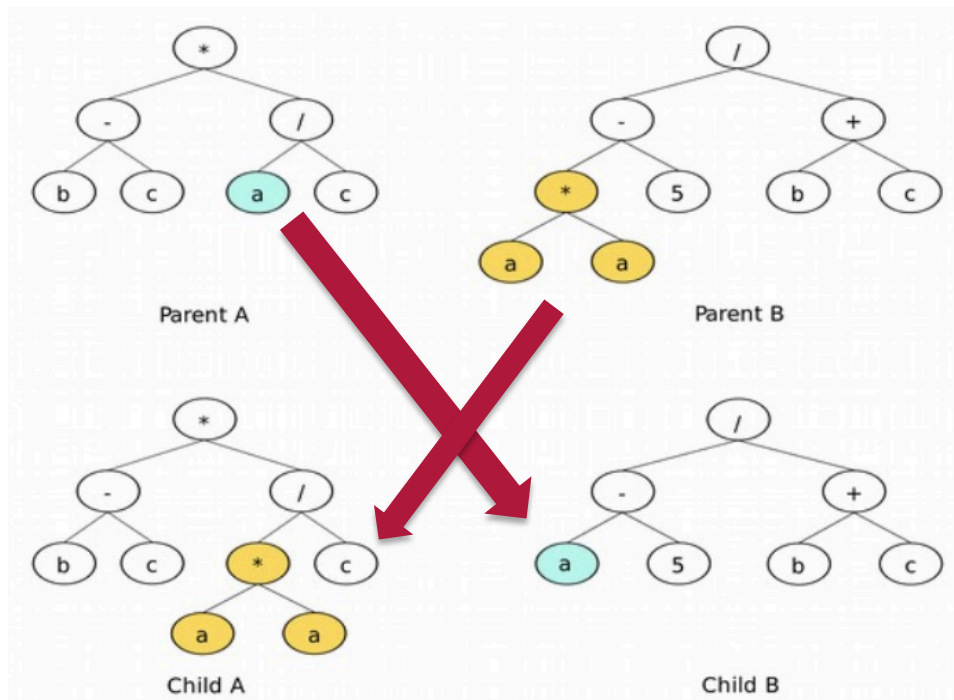 * /
- / - +
b c a c * 5 b c
a a
Parent A Parent B
* /
- / - +
b c * c a 5 b c
a a
Child A Child B